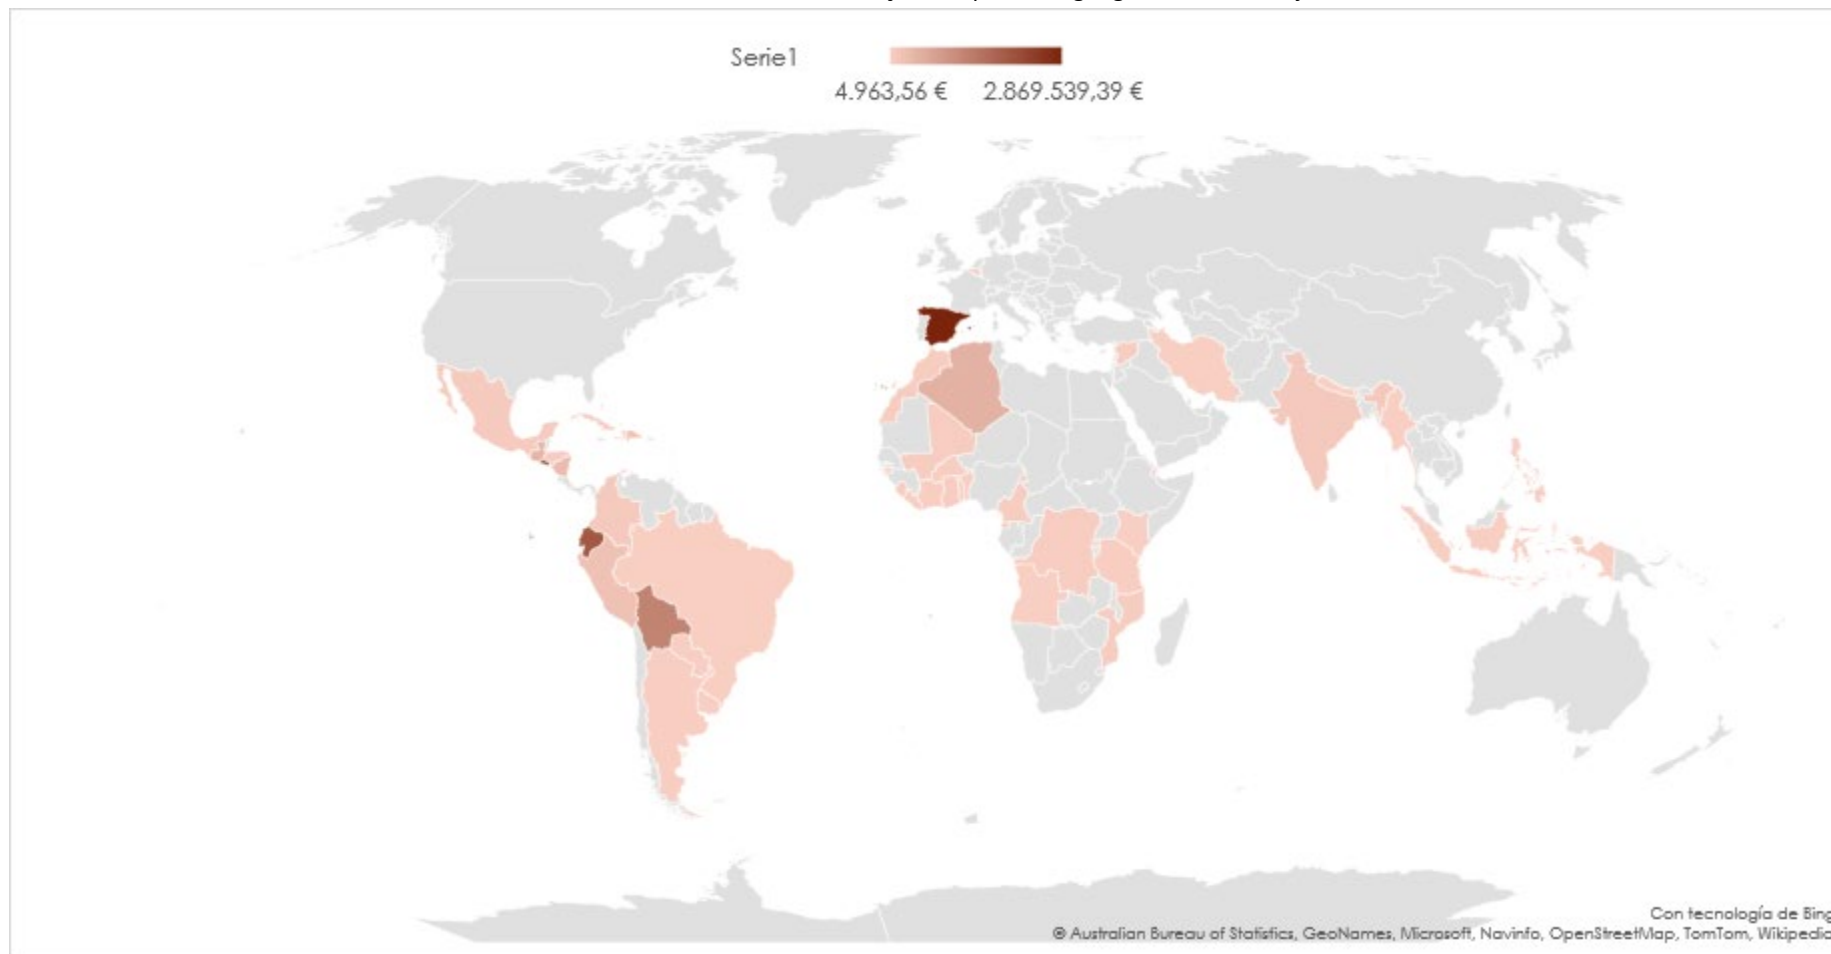 Serie1
4.963,56 € 2.869.539,39 €
Con tecnología de Bing
© Australian Bureau of Statistics, GeoNames, Microsoft, Navinfo, OpenStreetMap, TomTom, Wikipedia